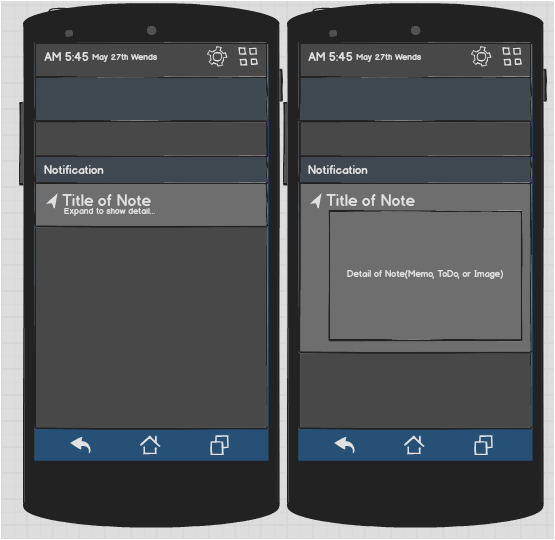 AM 5:45 May 27th Wends
Notification
Title of Note
Expand to show detail...
AM 5:45 May 27th Wends
Notification
Title of Note
Detail of Note(Memo, ToDo, or Image)